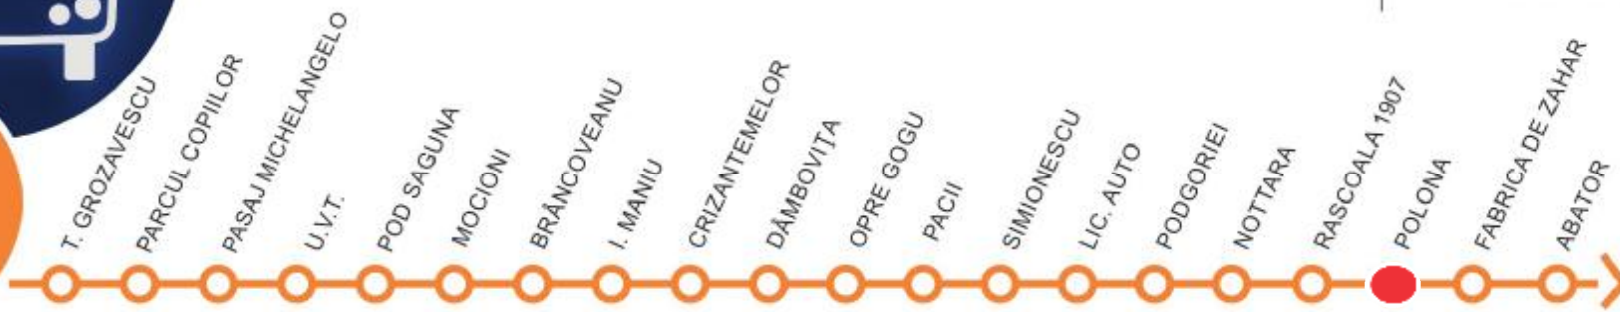 T. GROZAVESCU
PARCUL COPIILOR
PASAJ MICHELANGELO
U.V.T.
POD SAGUNA
MOCIONI
BRÂNCOVEANU
I. MANIU
CRIZANTEMELOR
DÂMBOVIȚA
OPRE GOGU
PACII
SIMIONESCU
LIC. AUTO
PODGORIEI
NOTTARA
RASCOALA 1907
POLONA
FABRICA DE ZAHAR
ABATOR